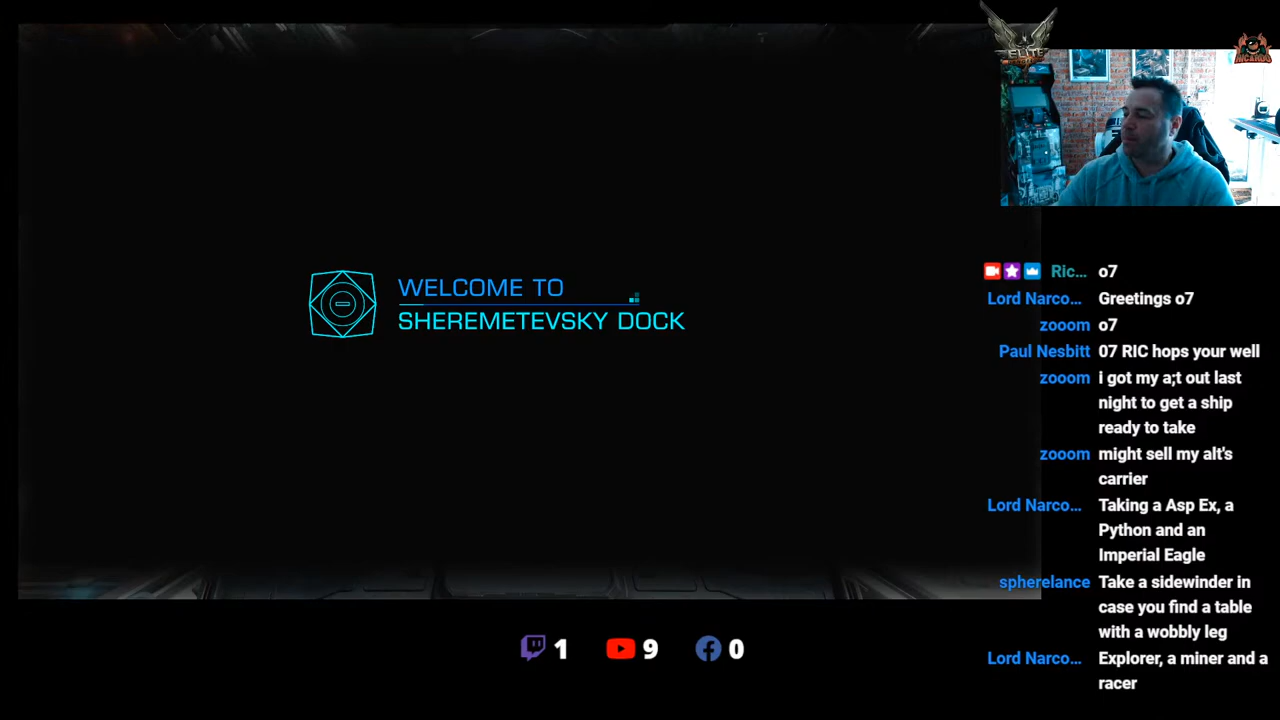 ELITE
RICARDO
WELCOME TO
SHEREMETEVSKY DOCK
Ric… o7
Lord Narco… Greetings o7
zooom o7
Paul Nesbitt 07 RIC hops your well
zooom i got my a;t out last
night to get a ship
ready to take
zooom might sell my alt's
carrier
Lord Narco… Taking a Asp Ex, a
Python and an
Imperial Eagle
spherelance Take a sidewinder in
case you find a table
with a wobbly leg
Lord Narco… Explorer, a miner and a
racer
1 9 0